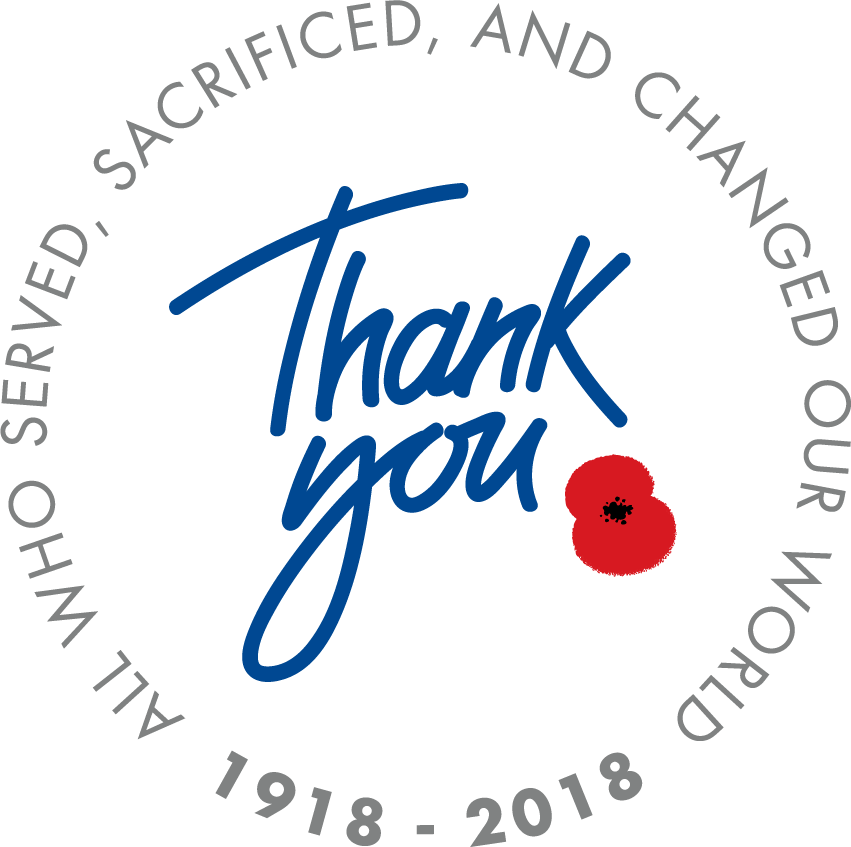 Thank
you
ALL WHO SERVED, SACRIFICED, AND CHANGED OUR WORLD
1918 - 2018